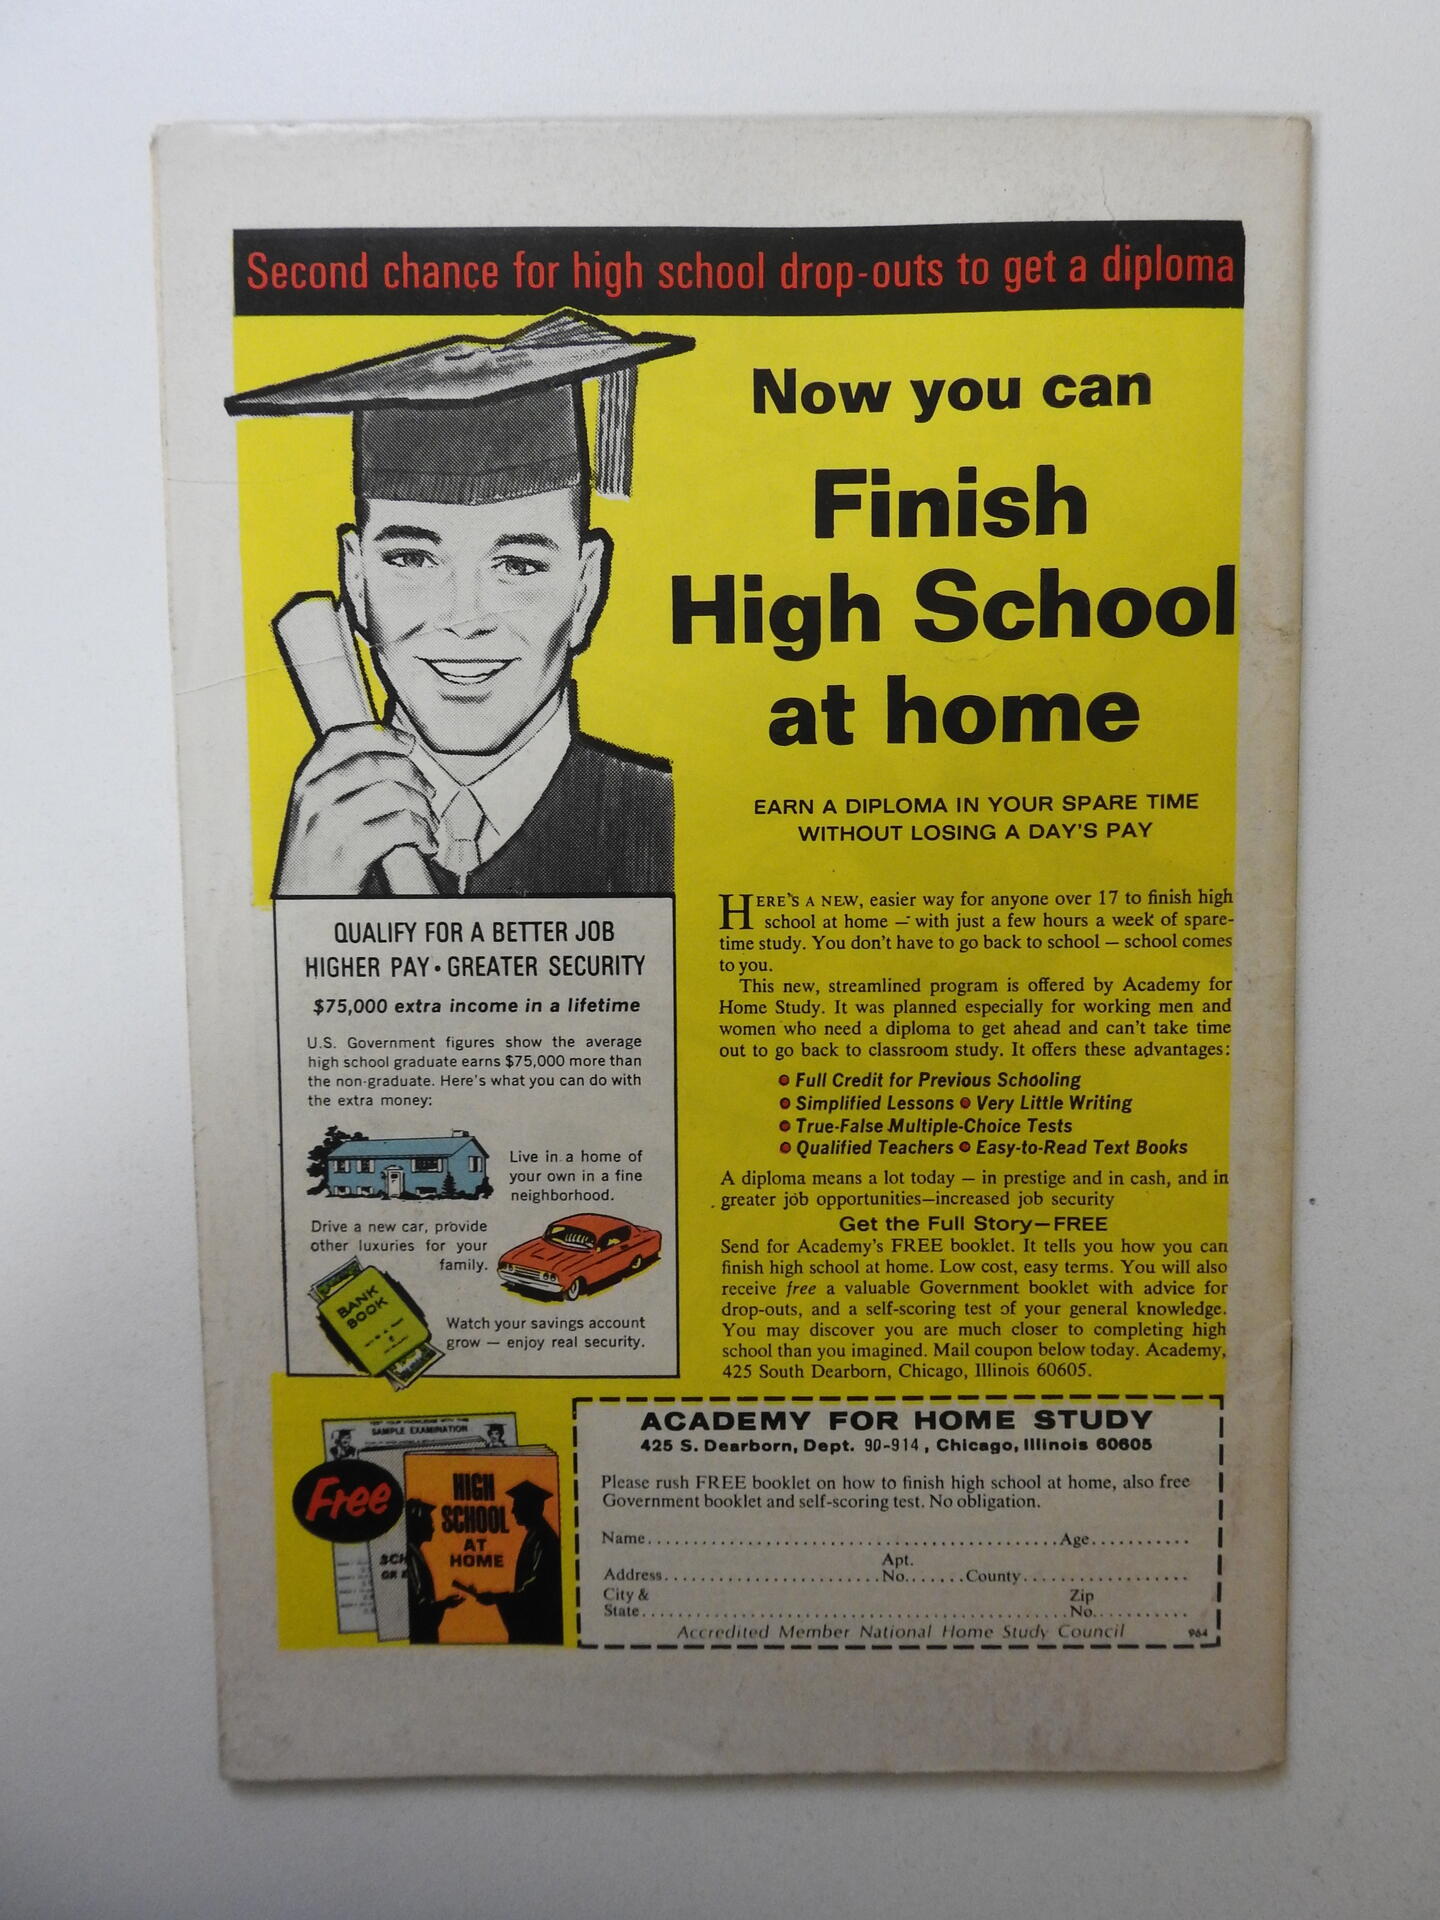 Second chance for high school drop-outs to get a diploma
Now you can
Finish
High School
at home
EARN A DIPLOMA IN YOUR SPARE TIME
WITHOUT LOSING A DAY'S PAY
HERE'S A NEW, easier way for anyone over 17 to finish high
school at home — with just a few hours a week of spare-
time study. You don't have to go back to school — school comes
to you.
This new, streamlined program is offered by Academy for
Home Study. It was planned especially for working men and
women who need a diploma to get ahead and can't take time
out to go back to classroom study. It offers these advantages:
• Full Credit for Previous Schooling
• Simplified Lessons • Very Little Writing
• True-False Multiple-Choice Tests
• Qualified Teachers • Easy-to-Read Text Books
A diploma means a lot today — in prestige and in cash, and in
greater job opportunities—increased job security
Get the Full Story—FREE
Send for Academy's FREE booklet. It tells you how you can
finish high school at home. Low cost, easy terms. You will also
receive free a valuable Government booklet with advice for
drop-outs, and a self-scoring test of your general knowledge.
You may discover you are much closer to completing high
school than you imagined. Mail coupon below today. Academy,
425 South Dearborn, Chicago, Illinois 60605.
QUALIFY FOR A BETTER JOB
HIGHER PAY • GREATER SECURITY
$75,000 extra income in a lifetime
U.S. Government figures show the average
high school graduate earns $75,000 more than
the non-graduate. Here's what you can do with
the extra money:
Live in a home of
your own in a fine
neighborhood.
Drive a new car, provide
other luxuries for your
family.
BANK
BOOK
Watch your savings account
grow — enjoy real security.
TEST YOUR KNOWLEDGE WITH THIS
SAMPLE EXAMINATION
Free
HIGH
SCHOOL
AT
HOME
ACADEMY FOR HOME STUDY
425 S. Dearborn, Dept. 90-914, Chicago, Illinois 60605
Please rush FREE booklet on how to finish high school at home, also free
Government booklet and self-scoring test. No obligation.
Name.............................................Age...........
Apt.
Address.......................No.......County..................
City & Zip
State.............................................No............
Accredited Member National Home Study Council 964